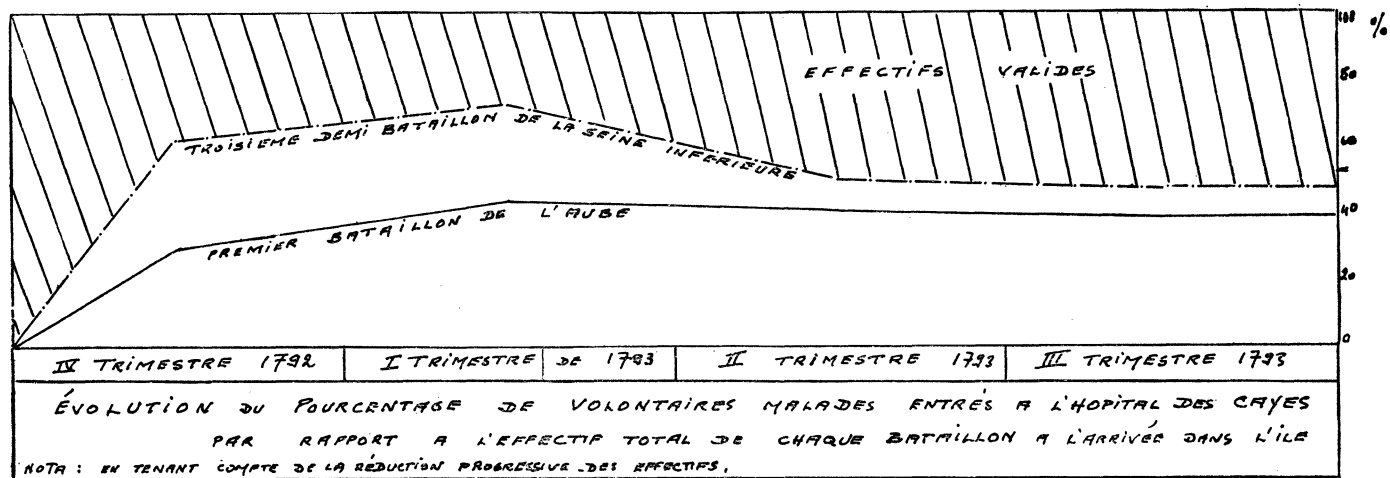 100 %
EFFECTIFS VALIDES
80
TROISIEME DEMI BATAILLON DE LA SEINE INFERIEURE
60
40
PREMIER BATAILLON DE L'AUBE
20
0
IV TRIMESTRE 1792 I TRIMESTRE DE 1793 II TRIMESTRE 1793 III TRIMESTRE 1793
ÉVOLUTION DU POURCENTAGE DE VOLONTAIRES MALADES ENTRÉS A L'HOPITAL DES CAYES
PAR RAPPORT A L'EFFECTIF TOTAL DE CHAQUE BATAILLON A L'ARRIVÉE DANS L'ILE
NOTA : EN TENANT COMPTE DE LA RÉDUCTION PROGRESSIVE DES EFFECTIFS.